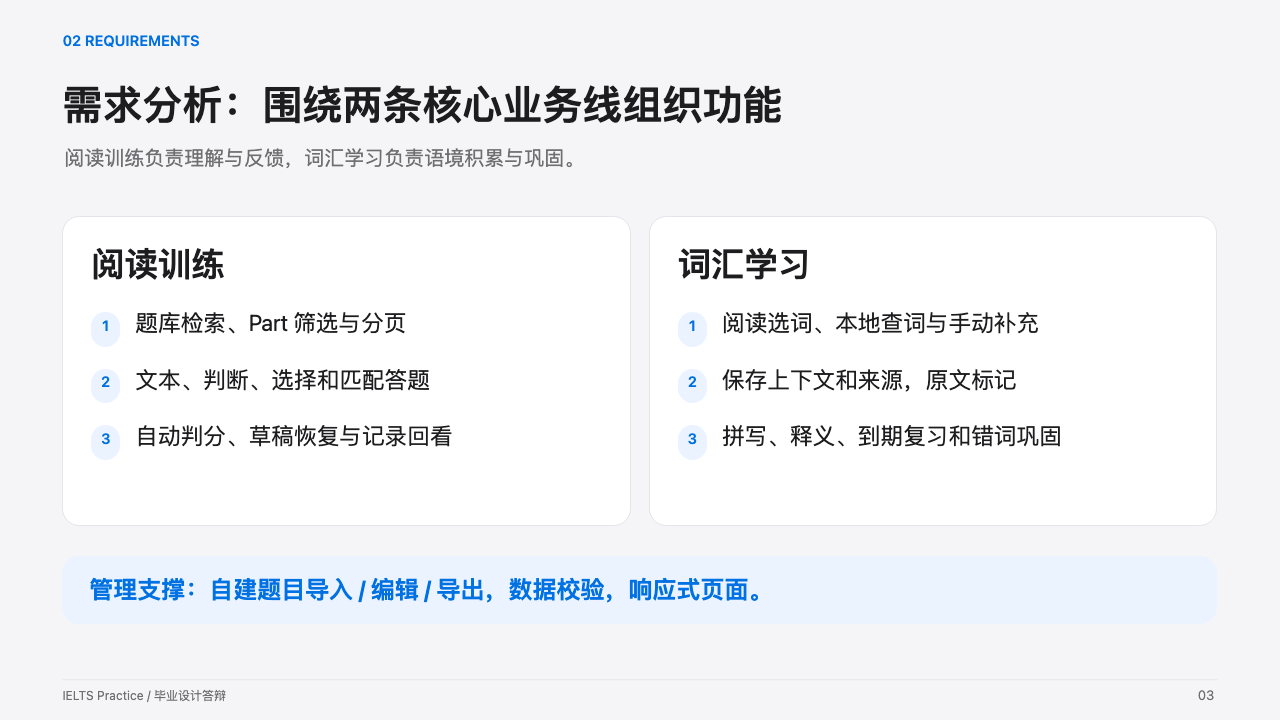 02 REQUIREMENTS
需求分析：围绕两条核心业务线组织功能
阅读训练负责理解与反馈，词汇学习负责语境积累与巩固。
阅读训练
1 题库检索、Part 筛选与分页
2 文本、判断、选择和匹配答题
3 自动判分、草稿恢复与记录回看
词汇学习
1 阅读选词、本地查词与手动补充
2 保存上下文和来源，原文标记
3 拼写、释义、到期复习和错词巩固
管理支撑：自建题目导入 / 编辑 / 导出，数据校验，响应式页面。
IELTS Practice / 毕业设计答辩
03